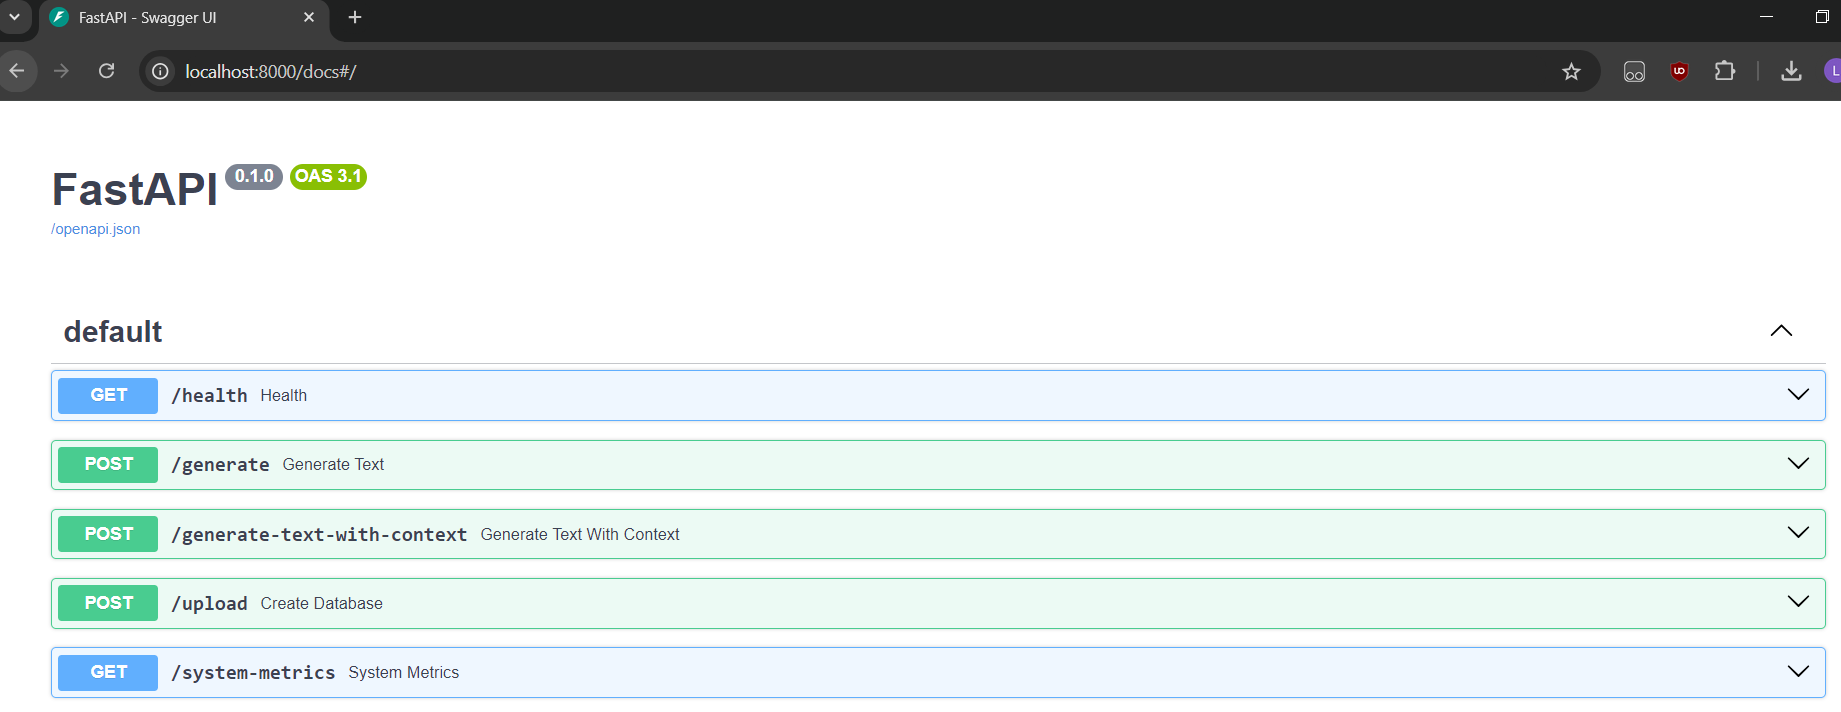 FastAPI - Swagger UI
localhost:8000/docs#/
L
FastAPI 0.1.0 OAS 3.1
/openapi.json
default
GET /health Health
POST /generate Generate Text
POST /generate-text-with-context Generate Text With Context
POST /upload Create Database
GET /system-metrics System Metrics